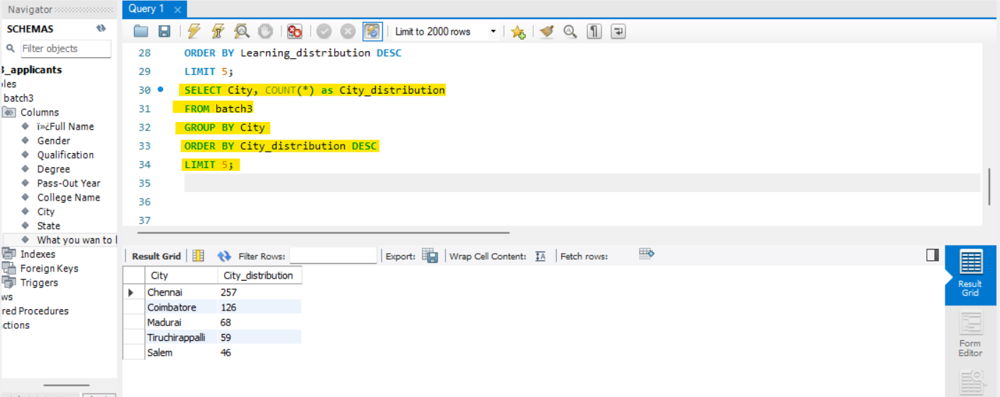 Navigator
Query 1
SCHEMAS
Limit to 2000 rows
Filter objects
3_applicants
les
batch3
Columns
ï»¿Full Name
Gender
Qualification
Degree
Pass-Out Year
College Name
City
State
What you wan to l
Indexes
Foreign Keys
Triggers
ws
red Procedures
ctions
28 ORDER BY Learning_distribution DESC
29 LIMIT 5;
30 SELECT City, COUNT(*) as City_distribution
31 FROM batch3
32 GROUP BY City
33 ORDER BY City_distribution DESC
34 LIMIT 5;
35
36
37
Result Grid Filter Rows: Export: Wrap Cell Content: Fetch rows:
City City_distribution
Chennai 257
Coimbatore 126
Madurai 68
Tiruchirappalli 59
Salem 46
Result
Grid
Form
Editor